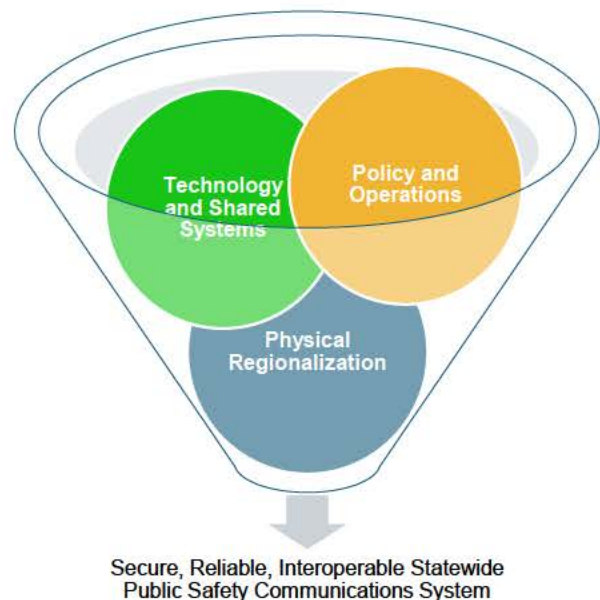 Technology
and Shared
Systems
Policy and
Operations
Physical
Regionalization
Secure, Reliable, Interoperable Statewide
Public Safety Communications System